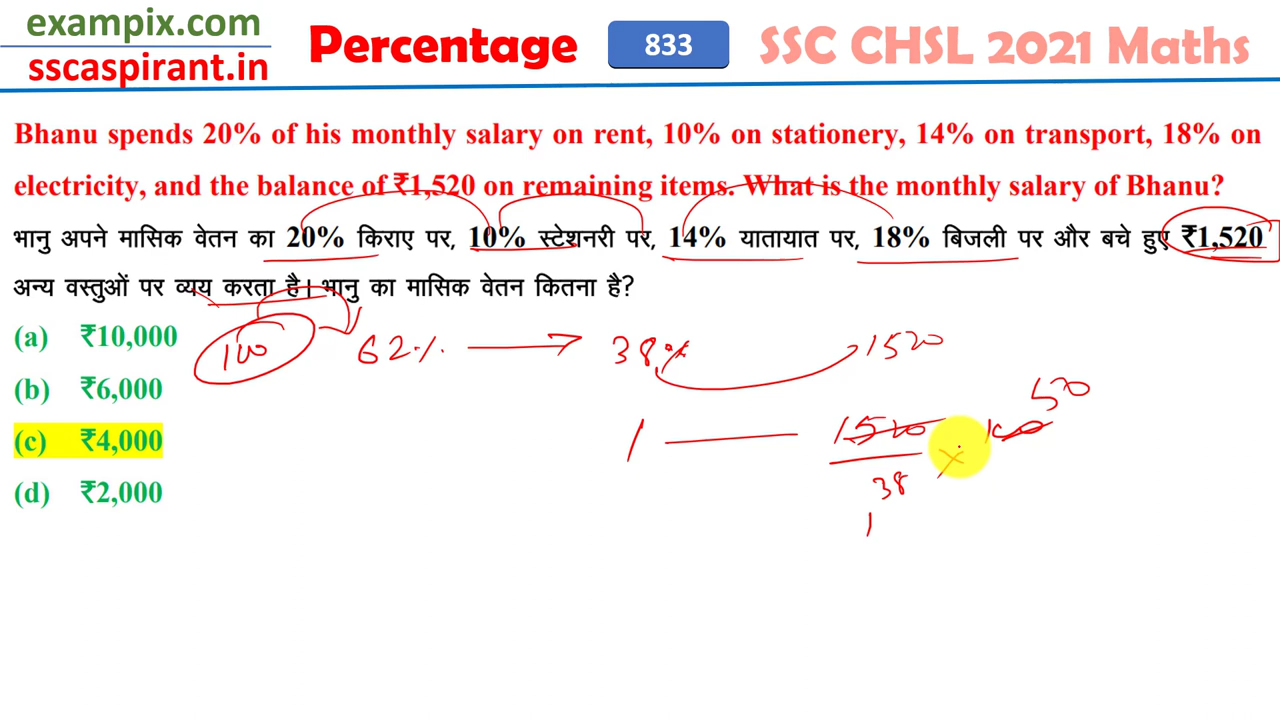 exampix.com
sscaspirant.in
Percentage
833
SSC CHSL 2021 Maths
Bhanu spends 20% of his monthly salary on rent, 10% on stationery, 14% on transport, 18% on
electricity, and the balance of ₹1,520 on remaining items. What is the monthly salary of Bhanu?
भानु अपने मासिक वेतन का 20% किराए पर, 10% स्टेशनरी पर, 14% यातायात पर, 18% बिजली पर और बचे हुए ₹1,520
अन्य वस्तुओं पर व्यय करता है। भानु का मासिक वेतन कितना है?
(a) ₹10,000
(b) ₹6,000
(c) ₹4,000
(d) ₹2,000
100 62% 38% 1520
520
1 1520 × 100
38
1